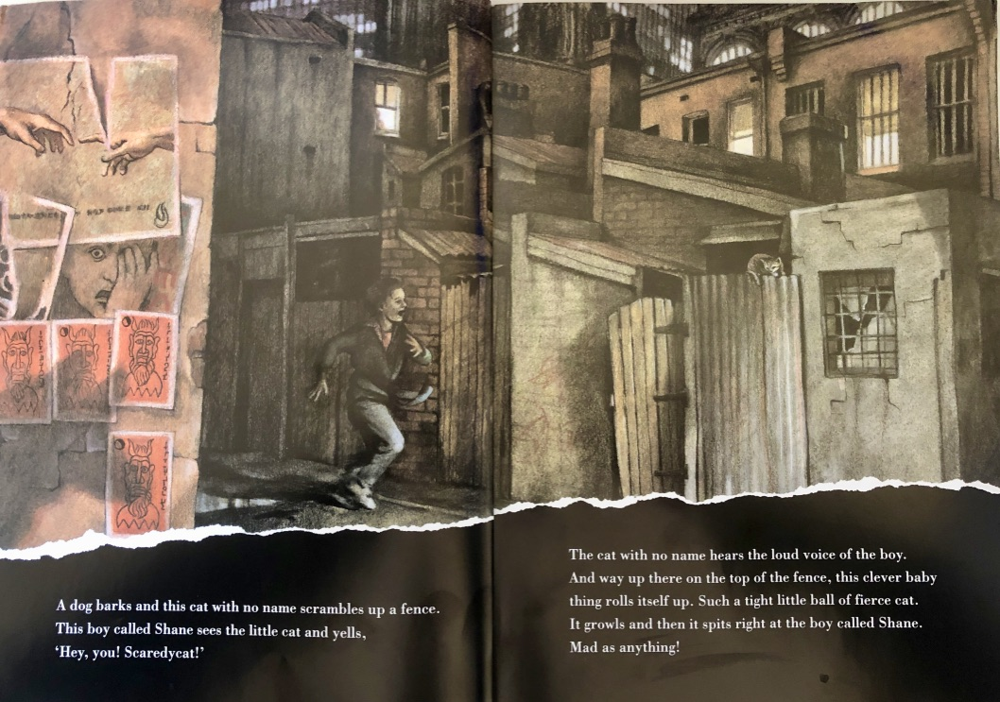 A dog barks and this cat with no name scrambles up a fence.
This boy called Shane sees the little cat and yells,
‘Hey, you! Scaredycat!’
The cat with no name hears the loud voice of the boy.
And way up there on the top of the fence, this clever baby
thing rolls itself up. Such a tight little ball of fierce cat.
It growls and then it spits right at the boy called Shane.
Mad as anything!